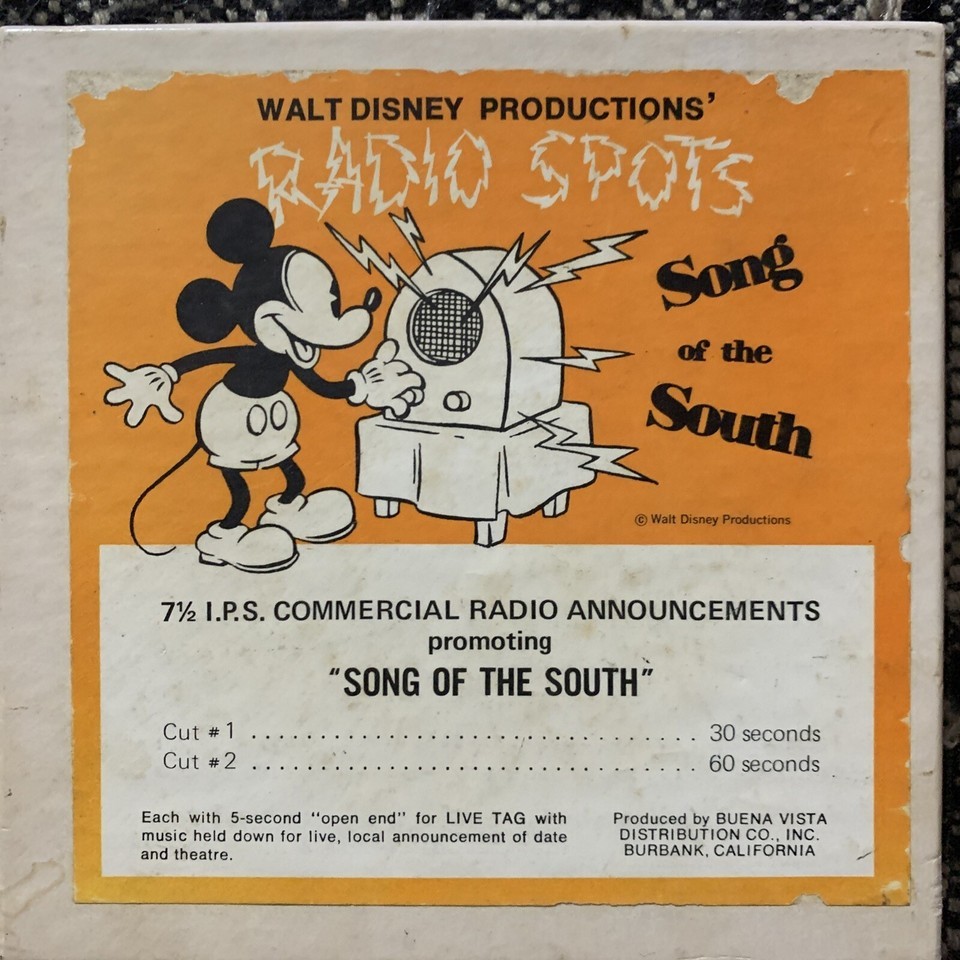 WALT DISNEY PRODUCTIONS'
RADIO SPOTS
Song
of the
South
© Walt Disney Productions
7½ I.P.S. COMMERCIAL RADIO ANNOUNCEMENTS
promoting
"SONG OF THE SOUTH"
Cut #1 .................................. 30 seconds
Cut #2 .................................. 60 seconds
Each with 5-second "open end" for LIVE TAG with
music held down for live, local announcement of date
and theatre.
Produced by BUENA VISTA
DISTRIBUTION CO., INC.
BURBANK, CALIFORNIA